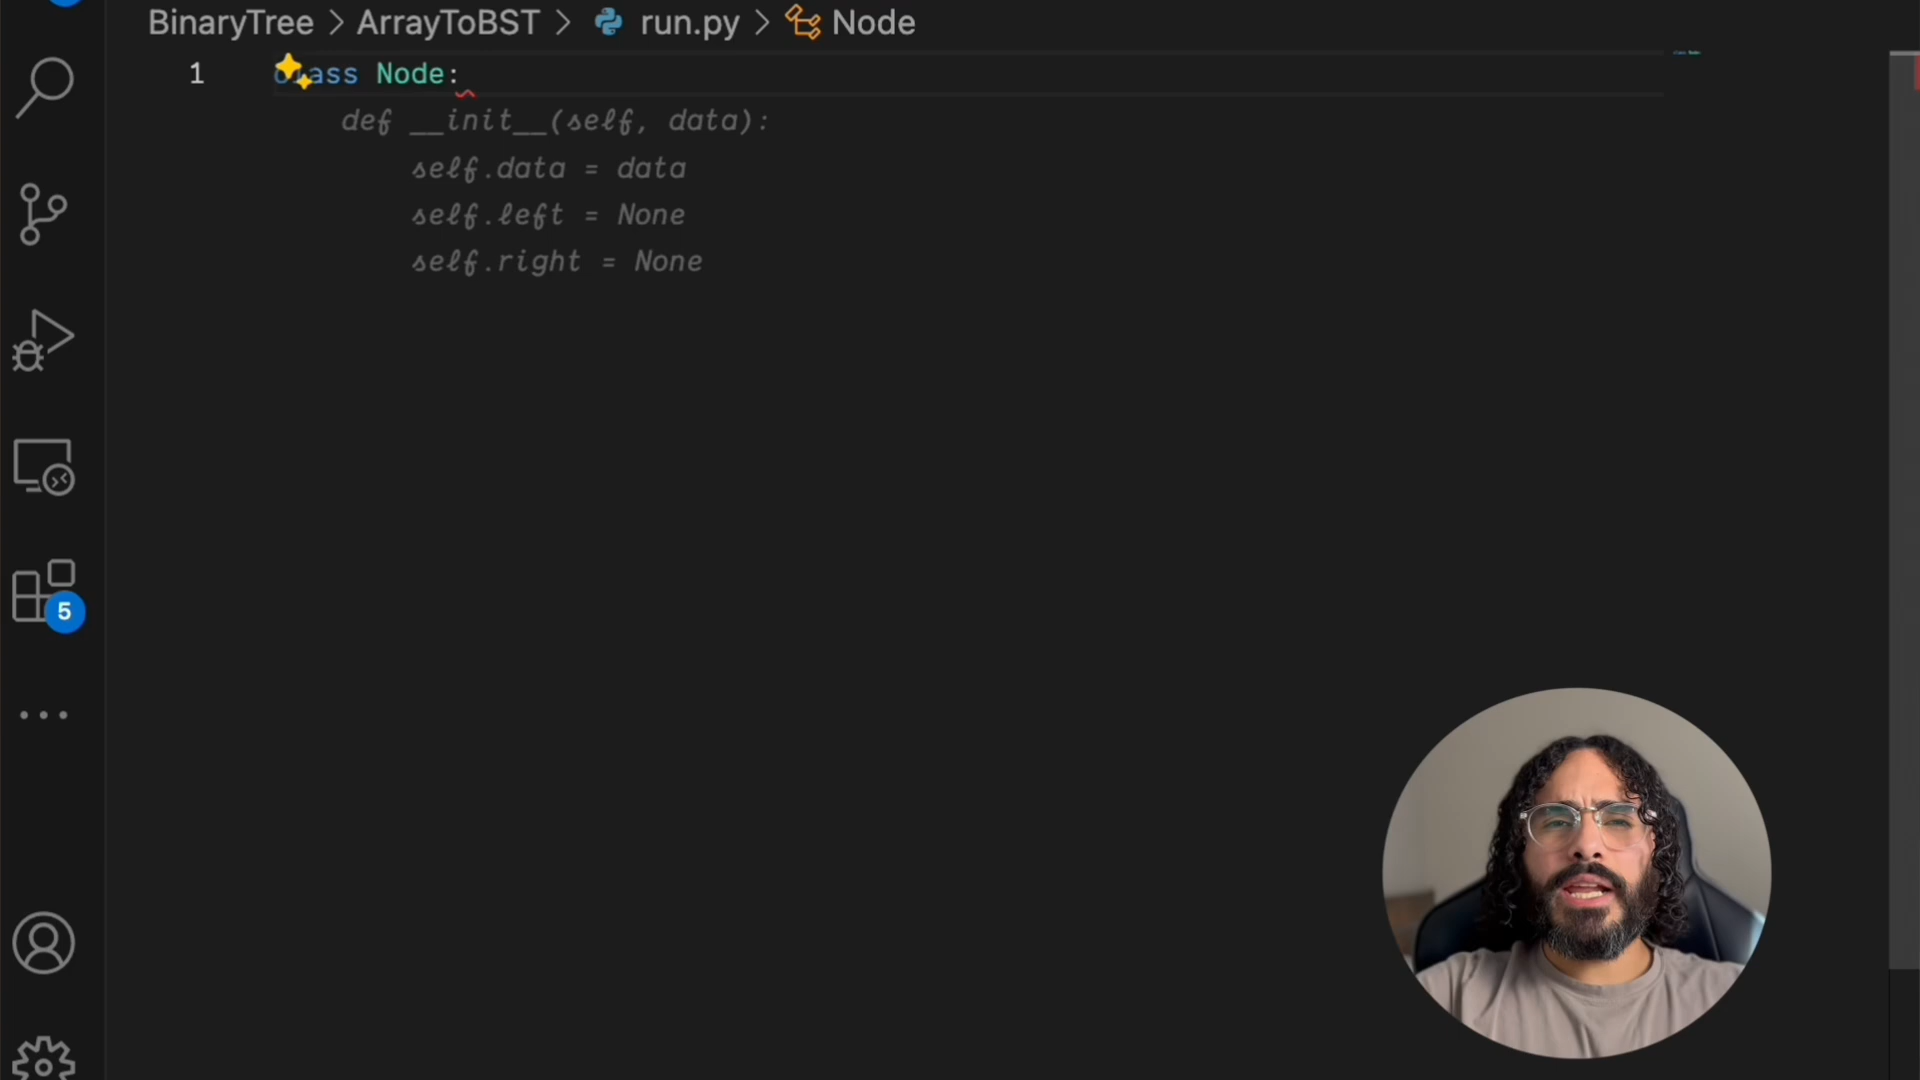 BinaryTree > ArrayToBST > run.py > Node
1 class Node:
def __init__(self, data):
self.data = data
self.left = None
self.right = None
5